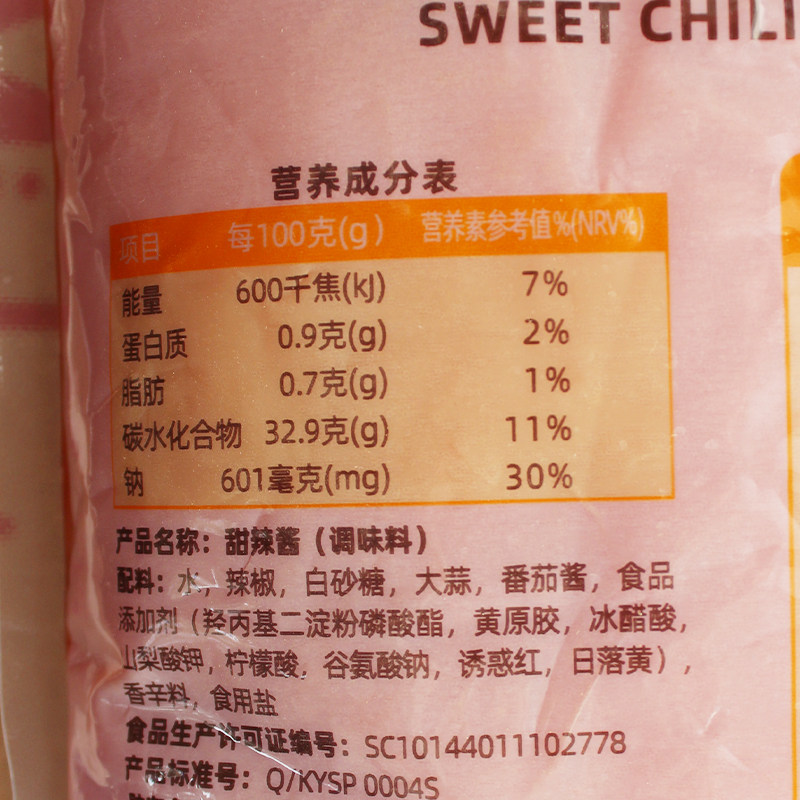 SWEET CHILI
营养成分表
项目 每100克(g) 营养素参考值%(NRV%)
能量 600千焦(kJ) 7%
蛋白质 0.9克(g) 2%
脂肪 0.7克(g) 1%
碳水化合物 32.9克(g) 11%
钠 601毫克(mg) 30%
产品名称：甜辣酱（调味料）
配料：水，辣椒，白砂糖，大蒜，番茄酱，食品
添加剂（羟丙基二淀粉磷酸酯，黄原胶，冰醋酸，
山梨酸钾，柠檬酸，谷氨酸钠，诱惑红，日落黄），
香辛料，食用盐
食品生产许可证编号：SC10144011102778
产品标准号：Q/KYSP 0004S